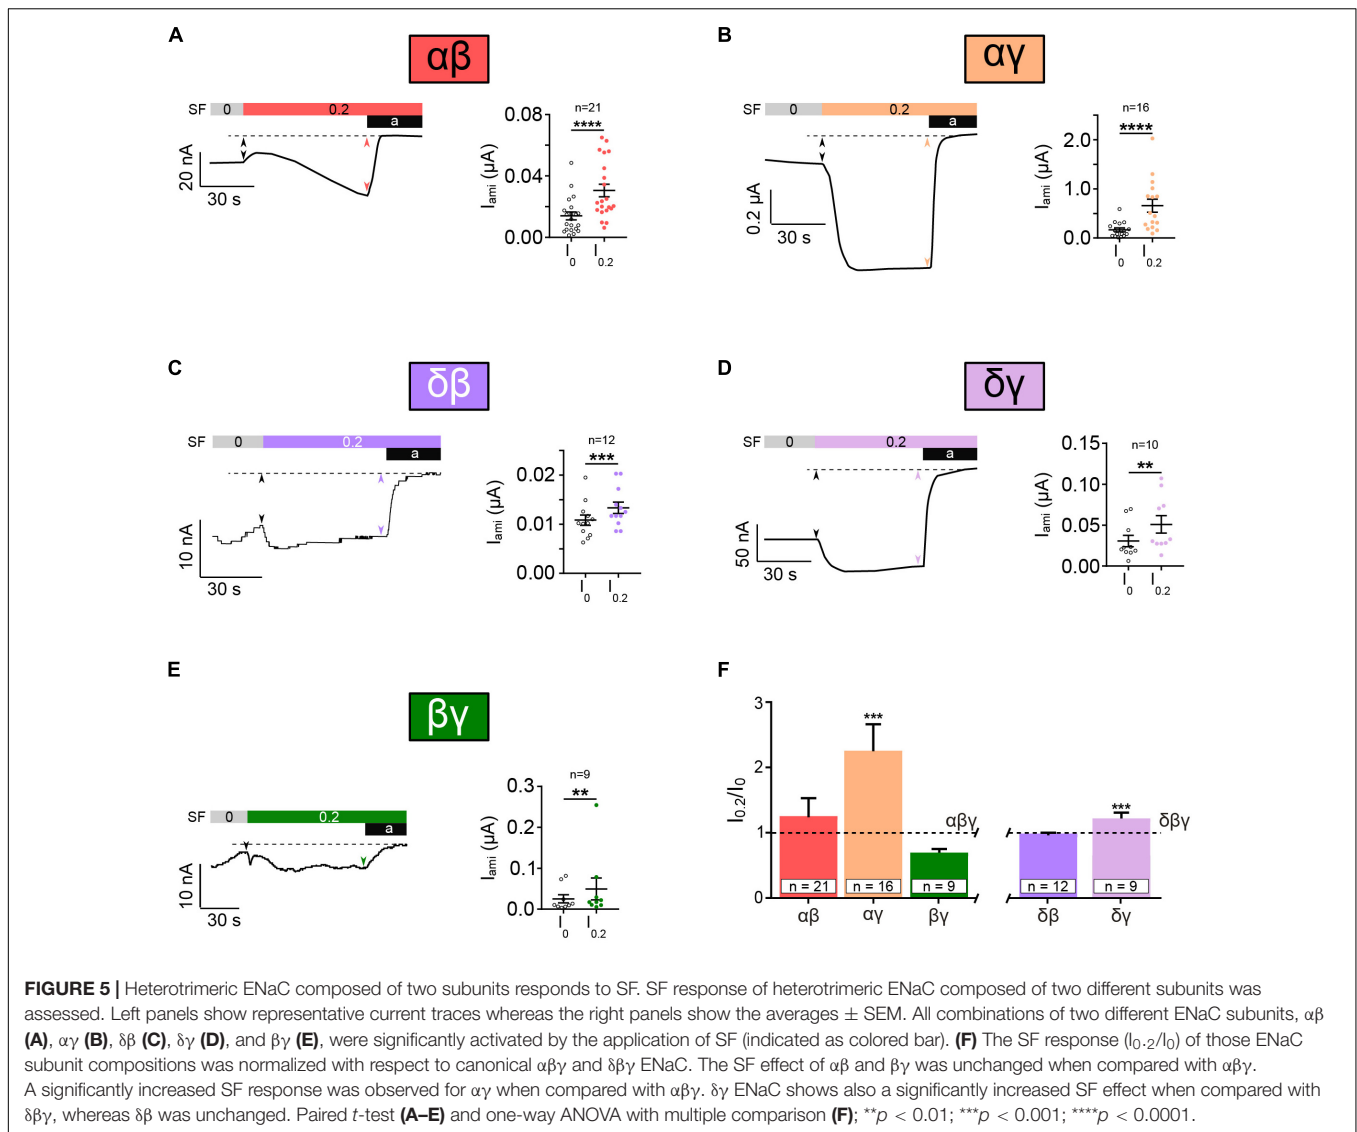 A
αβ
SF 0 0.2
a
20 nA
30 s
n=21
****
0.08
0.04
0.00
Iami (μA)
I0 I0.2
B
αγ
SF 0 0.2
a
0.2 μA
30 s
n=16
****
2.0
1.0
0.0
Iami (μA)
I0 I0.2
C
δβ
SF 0 0.2
a
10 nA
30 s
n=12
***
0.02
0.01
0.00
Iami (μA)
I0 I0.2
D
δγ
SF 0 0.2
a
50 nA
30 s
n=10
**
0.15
0.10
0.05
0.00
Iami (μA)
I0 I0.2
E
βγ
SF 0 0.2
a
10 nA
30 s
n=9
**
0.3
0.2
0.1
0.0
Iami (μA)
I0 I0.2
F
3
2
1
0
I0.2/I0
***
***
αβγ
δβγ
n = 21 n = 16 n = 9 n = 12 n = 9
αβ αγ βγ δβ δγ
FIGURE 5 | Heterotrimeric ENaC composed of two subunits responds to SF. SF response of heterotrimeric ENaC composed of two different subunits was
assessed. Left panels show representative current traces whereas the right panels show the averages ± SEM. All combinations of two different ENaC subunits, αβ
(A), αγ (B), δβ (C), δγ (D), and βγ (E), were significantly activated by the application of SF (indicated as colored bar). (F) The SF response (I0.2/I0) of those ENaC
subunit compositions was normalized with respect to canonical αβγ and δβγ ENaC. The SF effect of αβ and βγ was unchanged when compared with αβγ.
A significantly increased SF response was observed for αγ when compared with αβγ. δγ ENaC shows also a significantly increased SF effect when compared with
δβγ, whereas δβ was unchanged. Paired t-test (A–E) and one-way ANOVA with multiple comparison (F); **p < 0.01; ***p < 0.001; ****p < 0.0001.